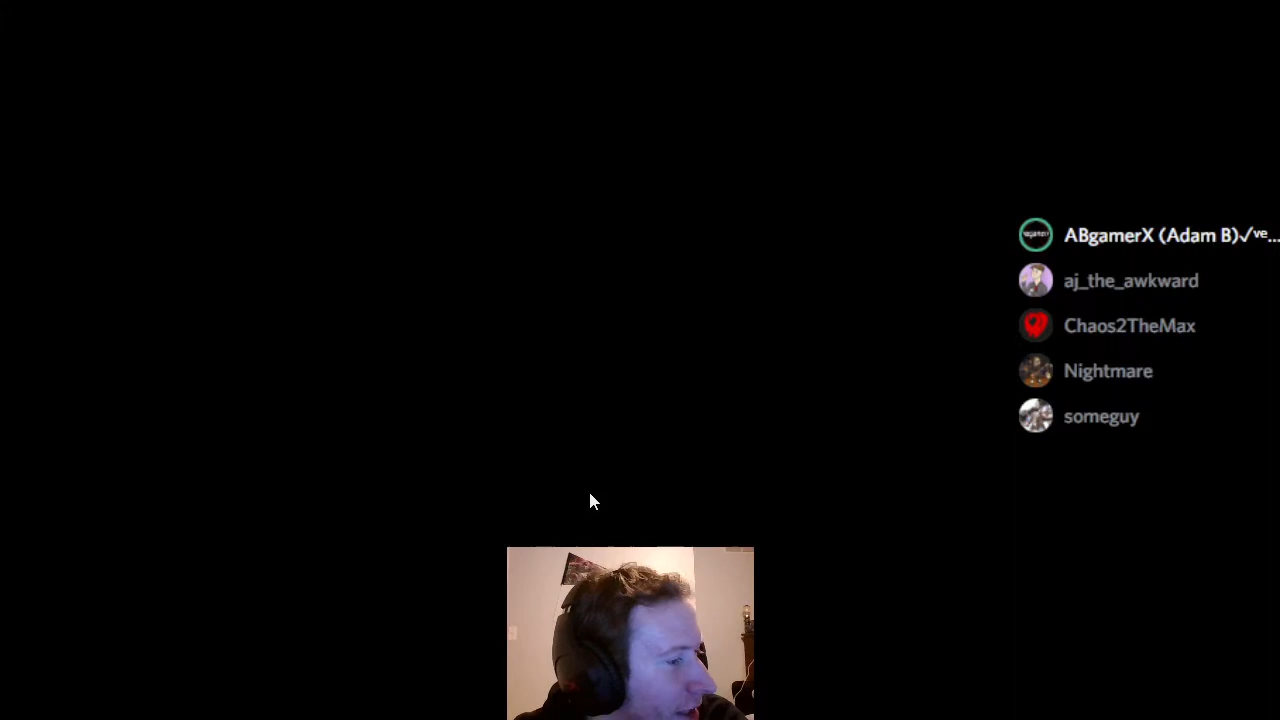 ABgamerX (Adam B)✓ᵛᵉ...
aj_the_awkward
Chaos2TheMax
Nightmare
someguy